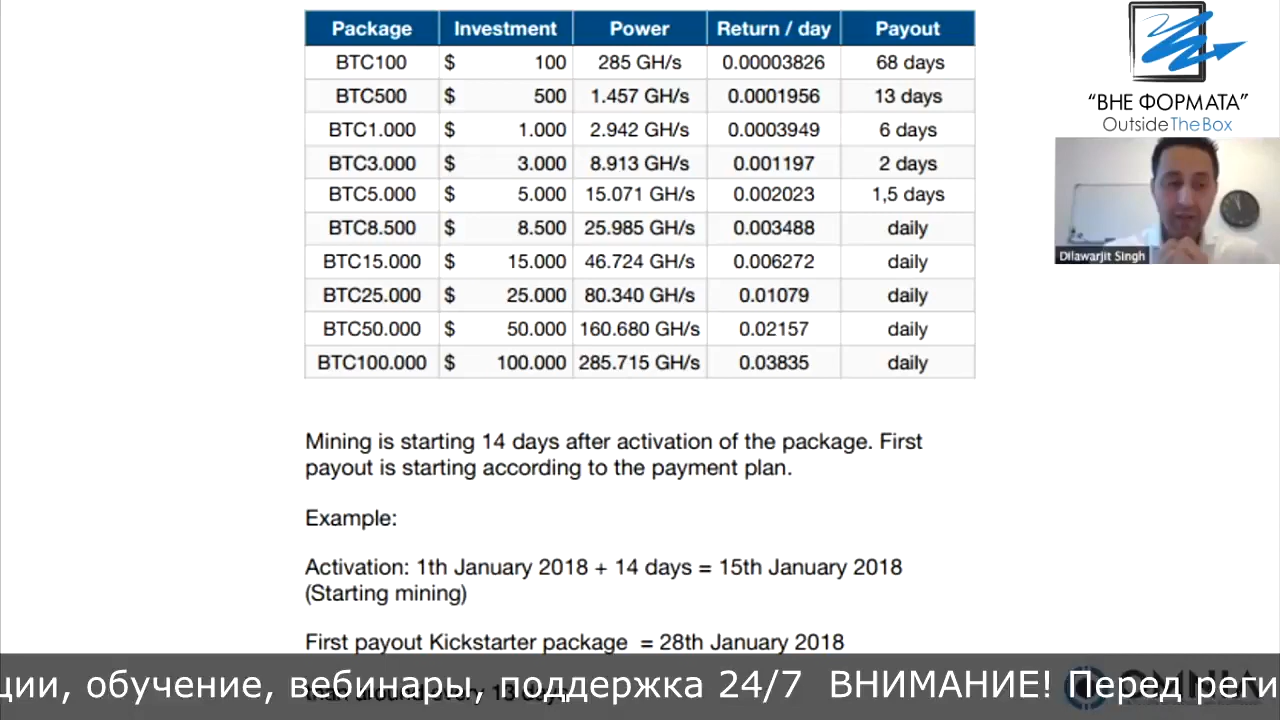 Package Investment Power Return / day Payout
BTC100 $ 100 285 GH/s 0.00003826 68 days
BTC500 $ 500 1.457 GH/s 0.0001956 13 days
BTC1.000 $ 1.000 2.942 GH/s 0.0003949 6 days
BTC3.000 $ 3.000 8.913 GH/s 0.001197 2 days
BTC5.000 $ 5.000 15.071 GH/s 0.002023 1,5 days
BTC8.500 $ 8.500 25.985 GH/s 0.003488 daily
BTC15.000 $ 15.000 46.724 GH/s 0.006272 daily
BTC25.000 $ 25.000 80.340 GH/s 0.01079 daily
BTC50.000 $ 50.000 160.680 GH/s 0.02157 daily
BTC100.000 $ 100.000 285.715 GH/s 0.03835 daily
"ВНЕ ФОРМАТА"
OutsideTheBox
Dilawarjit Singh
Mining is starting 14 days after activation of the package. First
payout is starting according to the payment plan.
Example:
Activation: 1th January 2018 + 14 days = 15th January 2018
(Starting mining)
First payout Kickstarter package = 28th January 2018
ции, обучение, вебинары, поддержка 24/7 ВНИМАНИЕ! Перед реги
OMNIA